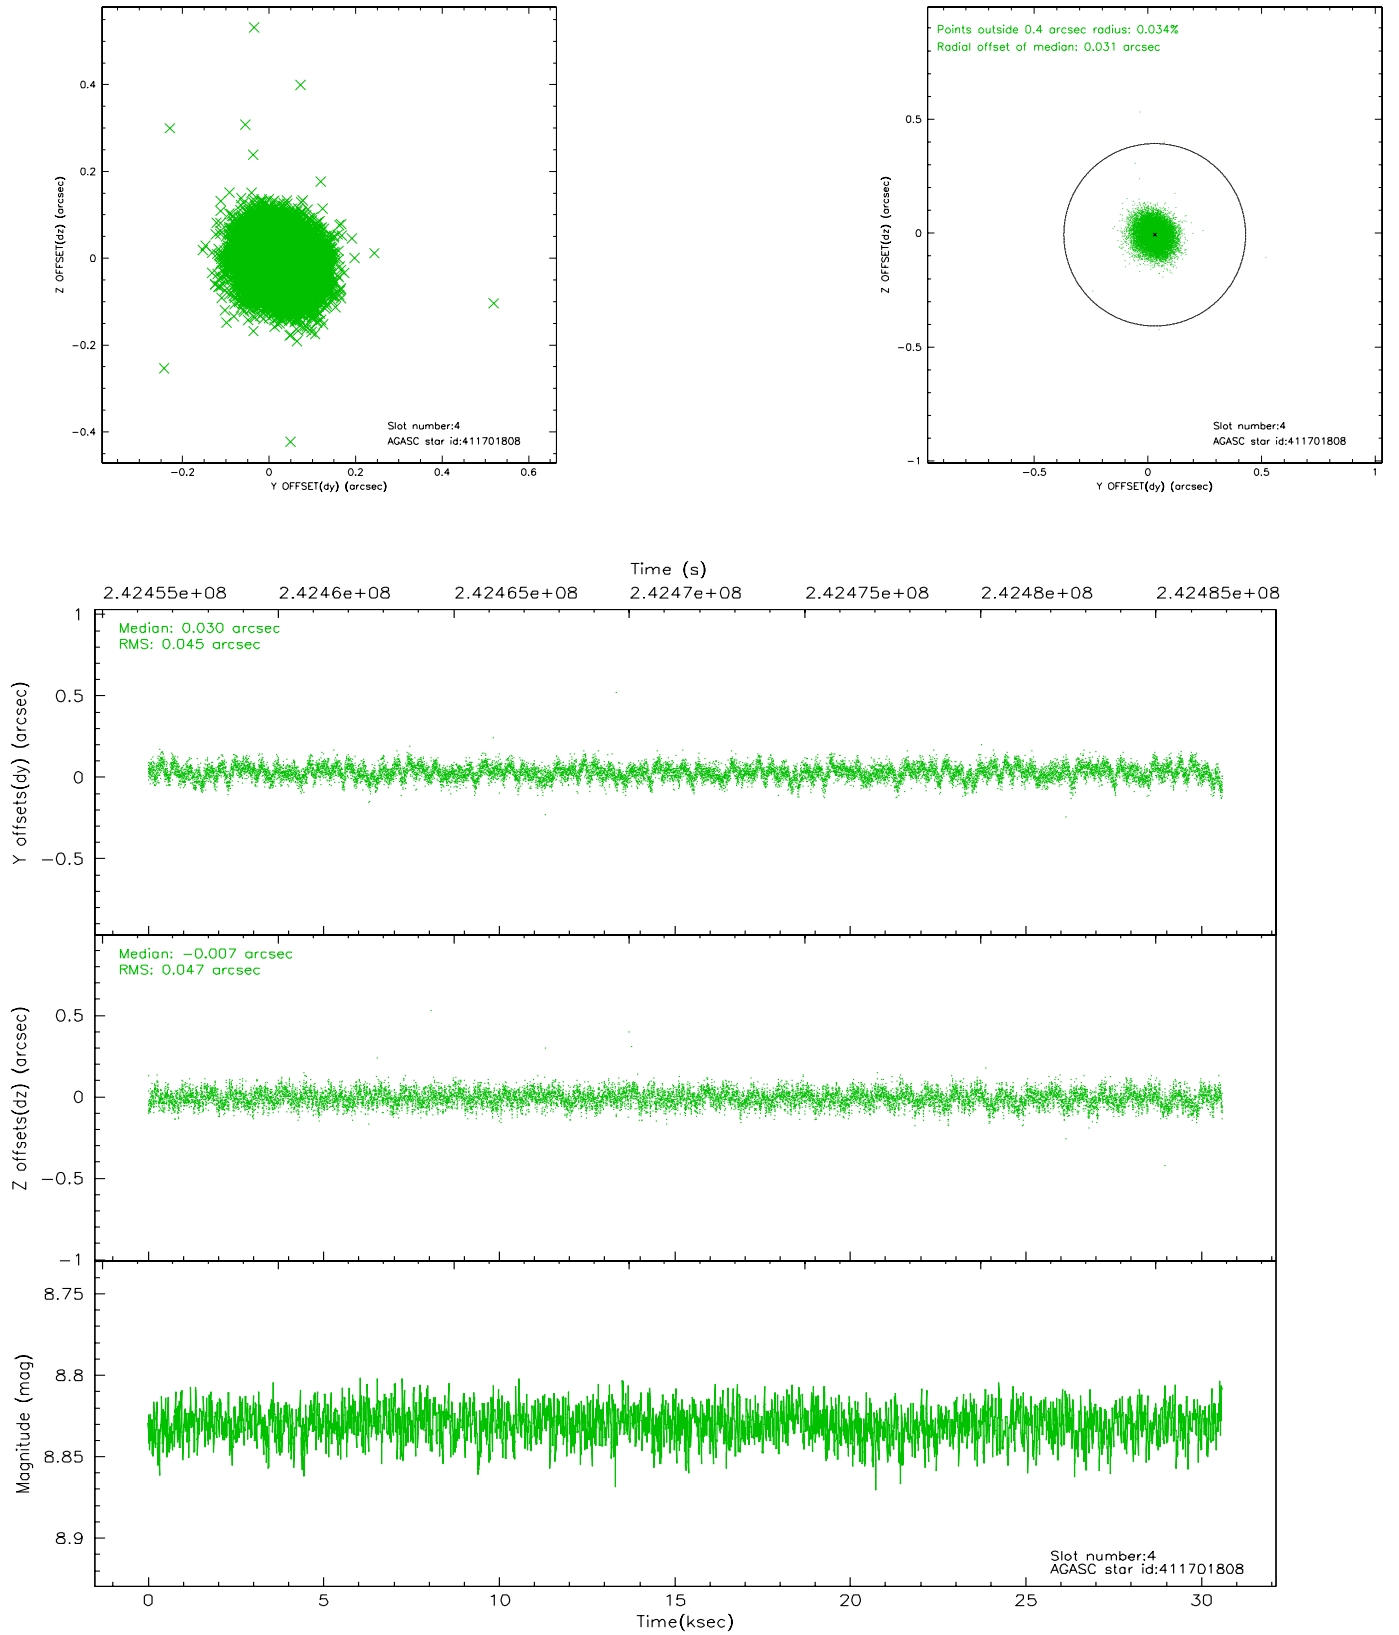 0.4
0.2
0
−0.2
−0.4
Z OFFSET(dz) (arcsec)
Slot number:4
AGASC star id:411701808
−0.2 0 0.2 0.4 0.6
Y OFFSET(dy) (arcsec)
Points outside 0.4 arcsec radius: 0.034%
Radial offset of median: 0.031 arcsec
0.5
0
−0.5
−1
Z OFFSET(dz) (arcsec)
Slot number:4
AGASC star id:411701808
−0.5 0 0.5 1
Y OFFSET(dy) (arcsec)
Time (s)
2.42455e+08 2.4246e+08 2.42465e+08 2.4247e+08 2.42475e+08 2.4248e+08 2.42485e+08
Median: 0.030 arcsec
RMS: 0.045 arcsec
1
0.5
0
−0.5
Y offsets(dy) (arcsec)
Median: −0.007 arcsec
RMS: 0.047 arcsec
0.5
0
−0.5
−1
Z offsets(dz) (arcsec)
8.75
8.8
8.85
8.9
Magnitude (mag)
Slot number:4
AGASC star id:411701808
0 5 10 15 20 25 30
Time(ksec)